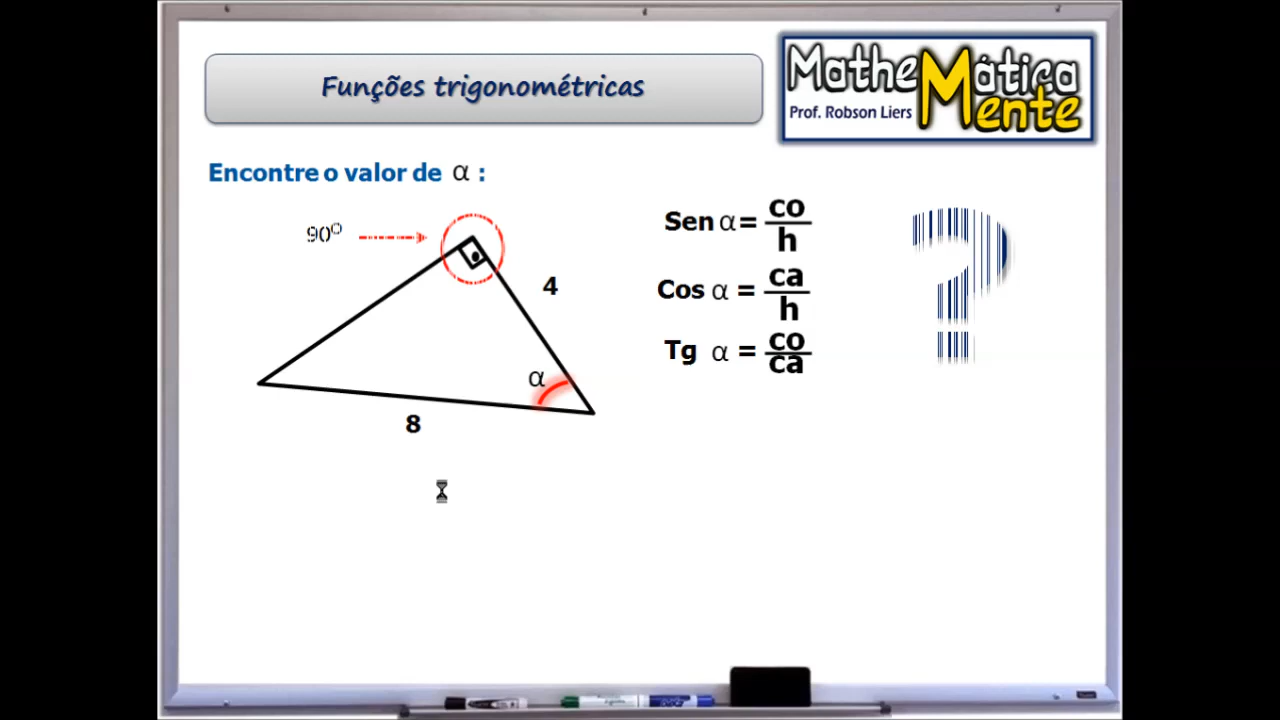 Funções trigonométricas
MatheMática
Mente
Prof. Robson Liers
Encontre o valor de α :
90º
4
α
8
Sen α = co
h
Cos α = ca
h
Tg α = co
ca
?